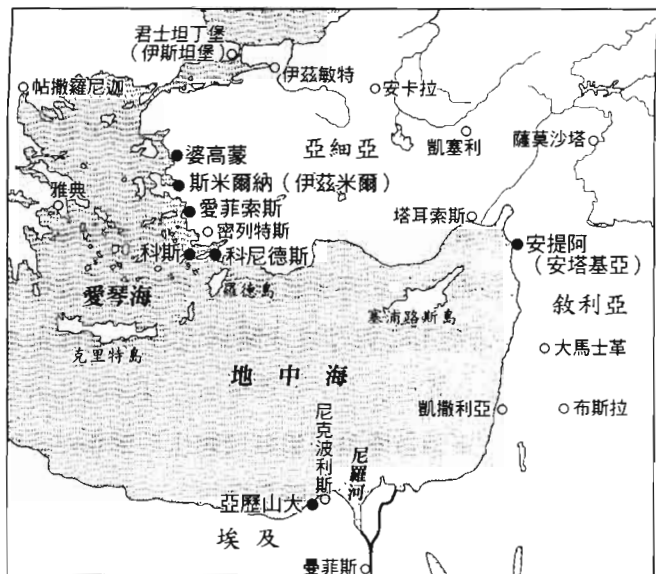 君士坦丁堡
(伊斯坦堡)
伊茲敏特
帖撒羅尼迦
安卡拉
婆高蒙
亞細亞
凱塞利
薩莫沙塔
斯米爾納(伊茲米爾)
雅典
愛菲索斯
塔耳索斯
密列特斯
安提阿
(安塔基亞)
科斯
科尼德斯
愛琴海
羅德島
塞浦路斯島
敘利亞
克里特島
大馬士革
地中海
凱撒利亞
布斯拉
尼克波利斯
尼羅河
亞歷山大
埃及
曼菲斯